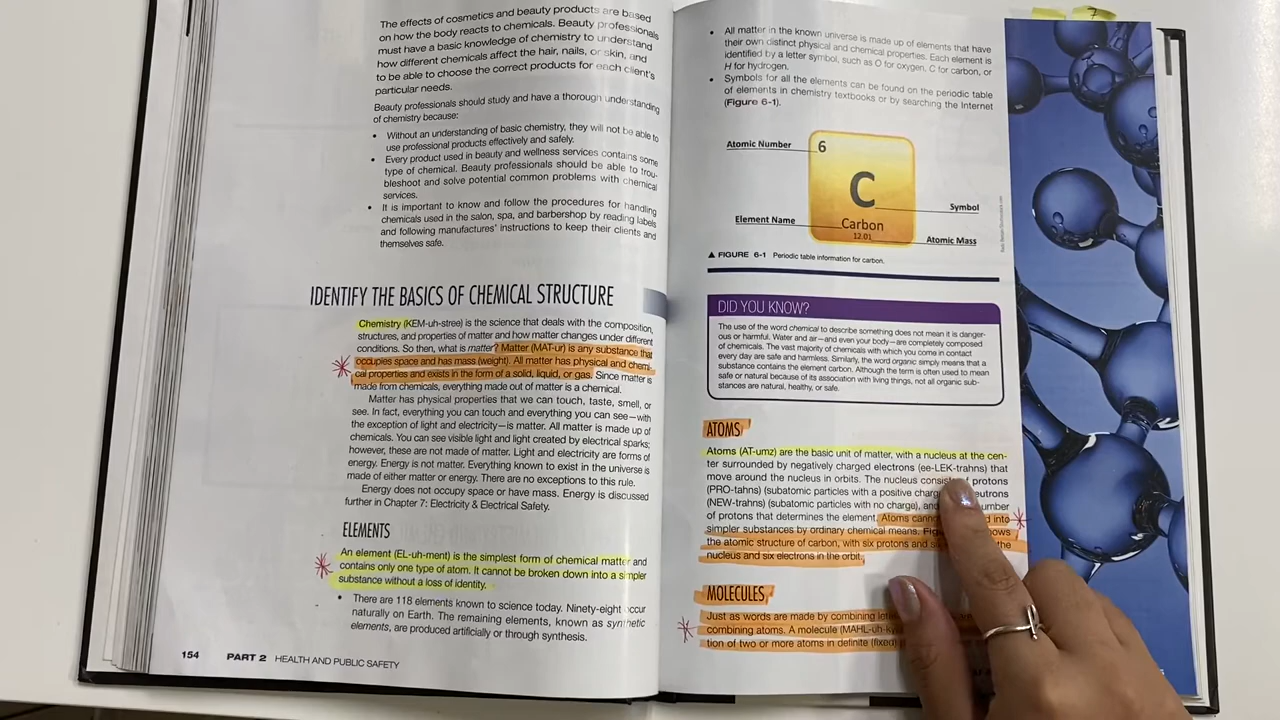 The effects of cosmetics and beauty products are based
on how the body reacts to chemicals. Beauty professionals
must have a basic knowledge of chemistry to understand
how different chemicals affect the hair, nails, or skin, and
to be able to choose the correct products for each client's
particular needs.
Beauty professionals should study and have a thorough understanding
of chemistry because:
• Without an understanding of basic chemistry, they will not be able to
use professional products effectively and safely.
• Every product used in beauty and wellness services contains some
type of chemical. Beauty professionals should be able to trou-
bleshoot and solve potential common problems with chemical
services.
• It is important to know and follow the procedures for handling
chemicals used in the salon, spa, and barbershop by reading labels
and following manufactures' instructions to keep their clients and
themselves safe.
IDENTIFY THE BASICS OF CHEMICAL STRUCTURE
Chemistry (KEM-uh-stree) is the science that deals with the composition,
structures, and properties of matter and how matter changes under different
conditions. So then, what is matter? Matter (MAT-ur) is any substance that
occupies space and has mass (weight). All matter has physical and chemi-
cal properties and exists in the form of a solid, liquid, or gas. Since matter is
made from chemicals, everything made out of matter is a chemical.
Matter has physical properties that we can touch, taste, smell, or
see. In fact, everything you can touch and everything you can see—with
the exception of light and electricity—is matter. All matter is made up of
chemicals. You can see visible light and light created by electrical sparks;
however, these are not made of matter. Light and electricity are forms of
energy. Energy is not matter. Everything known to exist in the universe is
made of either matter or energy. There are no exceptions to this rule.
Energy does not occupy space or have mass. Energy is discussed
further in Chapter 7: Electricity & Electrical Safety.
ELEMENTS
An element (EL-uh-ment) is the simplest form of chemical matter and
contains only one type of atom. It cannot be broken down into a simpler
substance without a loss of identity.
• There are 118 elements known to science today. Ninety-eight occur
naturally on Earth. The remaining elements, known as synthetic
elements, are produced artificially or through synthesis.
154 PART 2 HEALTH AND PUBLIC SAFETY
7
• All matter in the known universe is made up of elements that have
their own distinct physical and chemical properties. Each element is
identified by a letter symbol, such as O for oxygen, C for carbon, or
H for hydrogen.
• Symbols for all the elements can be found on the periodic table
of elements in chemistry textbooks or by searching the Internet
(Figure 6-1).
Atomic Number
6
C
Symbol
Element Name
Carbon
12.01
Atomic Mass
▲ FIGURE 6-1 Periodic table information for carbon.
DID YOU KNOW?
The use of the word chemical to describe something does not mean it is danger-
ous or harmful. Water and air—and even your body—are completely composed
of chemicals. The vast majority of chemicals with which you come in contact
every day are safe and harmless. Similarly, the word organic simply means that a
substance contains the element carbon. Although the term is often used to mean
safe or natural because of its association with living things, not all organic sub-
stances are natural, healthy, or safe.
ATOMS
Atoms (AT-umz) are the basic unit of matter, with a nucleus at the cen-
ter surrounded by negatively charged electrons (ee-LEK-trahns) that
move around the nucleus in orbits. The nucleus consists of protons
(PRO-tahns) (subatomic particles with a positive charge) neutrons
(NEW-trahns) (subatomic particles with no charge), and number
of protons that determines the element. Atoms cannot into
simpler substances by ordinary chemical means. shows
the atomic structure of carbon, with six protons and the
nucleus and six electrons in the orbit.
MOLECULES
Just as words are made by combining
combining atoms. A molecule
tion of two or more atoms in definite (fixed)